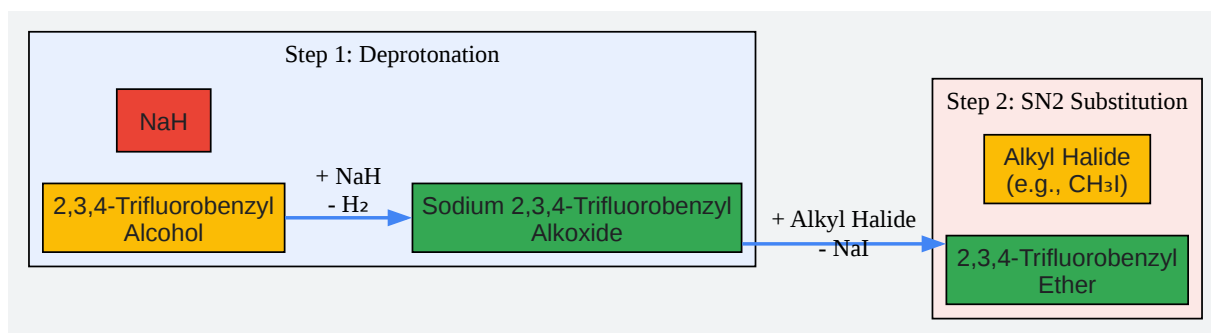 Step 1: Deprotonation
NaH
2,3,4-Trifluorobenzyl
Alcohol
+ NaH
- H₂
Sodium 2,3,4-Trifluorobenzyl
Alkoxide
+ Alkyl Halide
- NaI
Step 2: SN2 Substitution
Alkyl Halide
(e.g., CH₃I)
2,3,4-Trifluorobenzyl
Ether